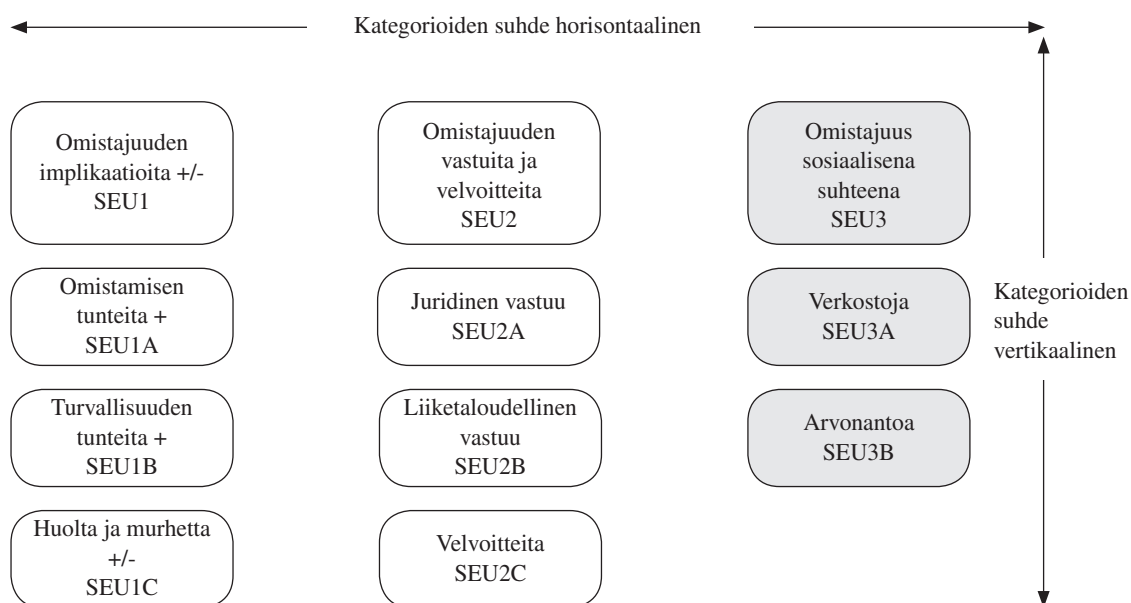 Kategorioiden suhde horisontaalinen
Omistajuuden
implikaatioita +/-
SEU1
Omistajuuden
vastuita ja
velvoitteita
SEU2
Omistajuus
sosiaalisena
suhteena
SEU3
Omistamisen
tunteita +
SEU1A
Juridinen vastuu
SEU2A
Verkostoja
SEU3A
Kategorioiden
suhde
vertikaalinen
Turvallisuuden
tunteita +
SEU1B
Liiketaloudellinen
vastuu
SEU2B
Arvonantoa
SEU3B
Huolta ja murhetta
+/-
SEU1C
Velvoitteita
SEU2C